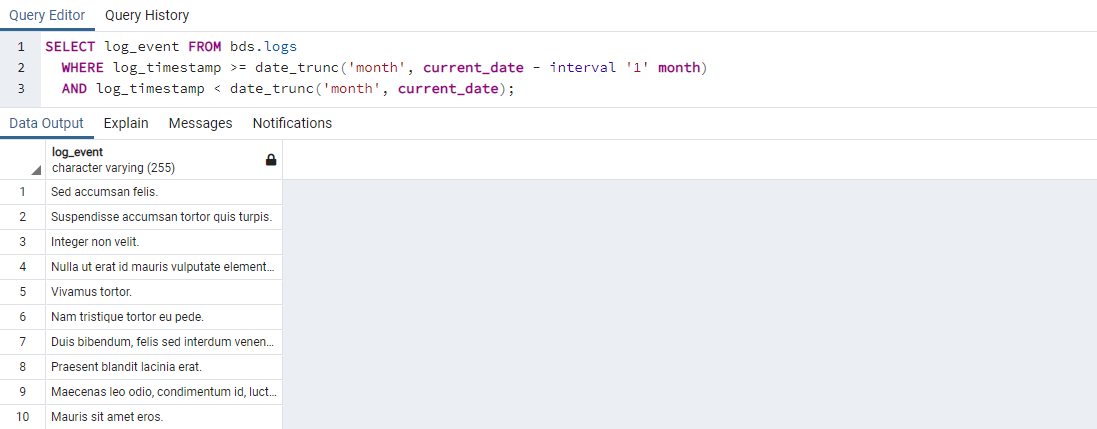 Query Editor Query History
1 SELECT log_event FROM bds.logs
2 WHERE log_timestamp >= date_trunc('month', current_date - interval '1' month)
3 AND log_timestamp < date_trunc('month', current_date);
Data Output Explain Messages Notifications
log_event
character varying (255)
1 Sed accumsan felis.
2 Suspendisse accumsan tortor quis turpis.
3 Integer non velit.
4 Nulla ut erat id mauris vulputate element...
5 Vivamus tortor.
6 Nam tristique tortor eu pede.
7 Duis bibendum, felis sed interdum venen...
8 Praesent blandit lacinia erat.
9 Maecenas leo odio, condimentum id, luct...
10 Mauris sit amet eros.